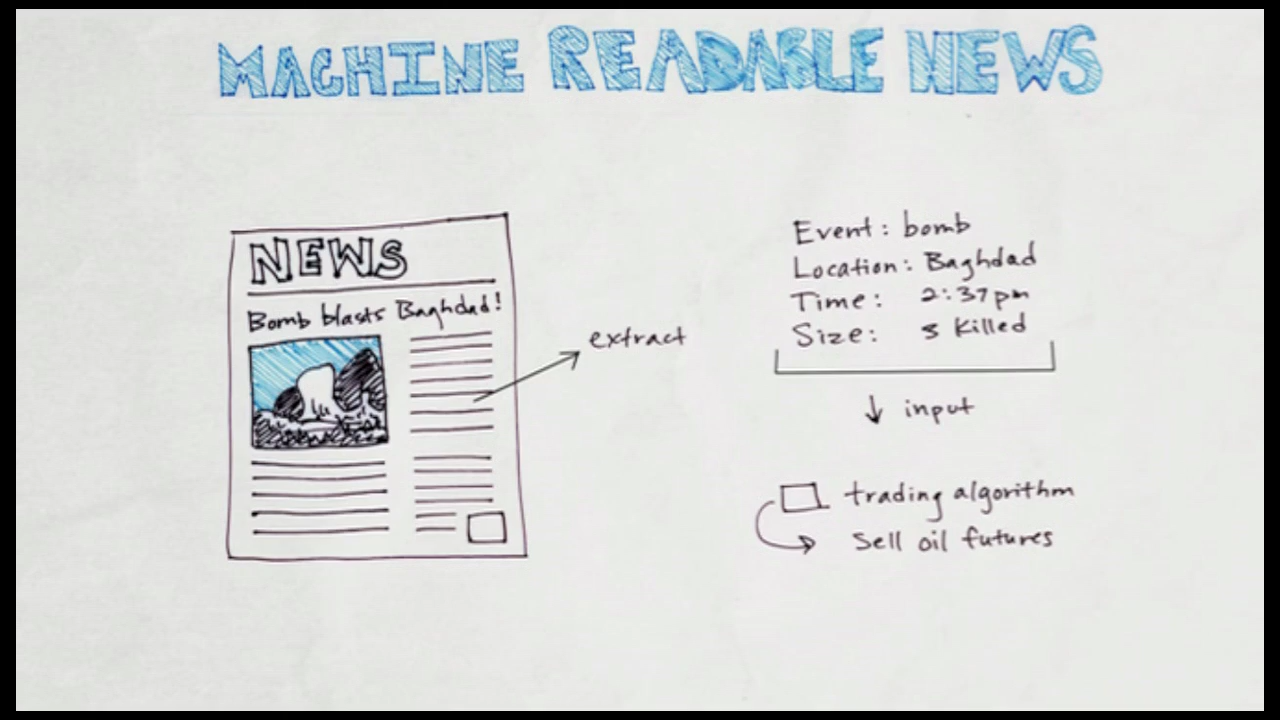 MACHINE READABLE NEWS
NEWS
Bomb blasts Baghdad!
extract
Event: bomb
Location: Baghdad
Time: 2:37pm
Size: 3 Killed
input
trading algorithm
Sell oil futures